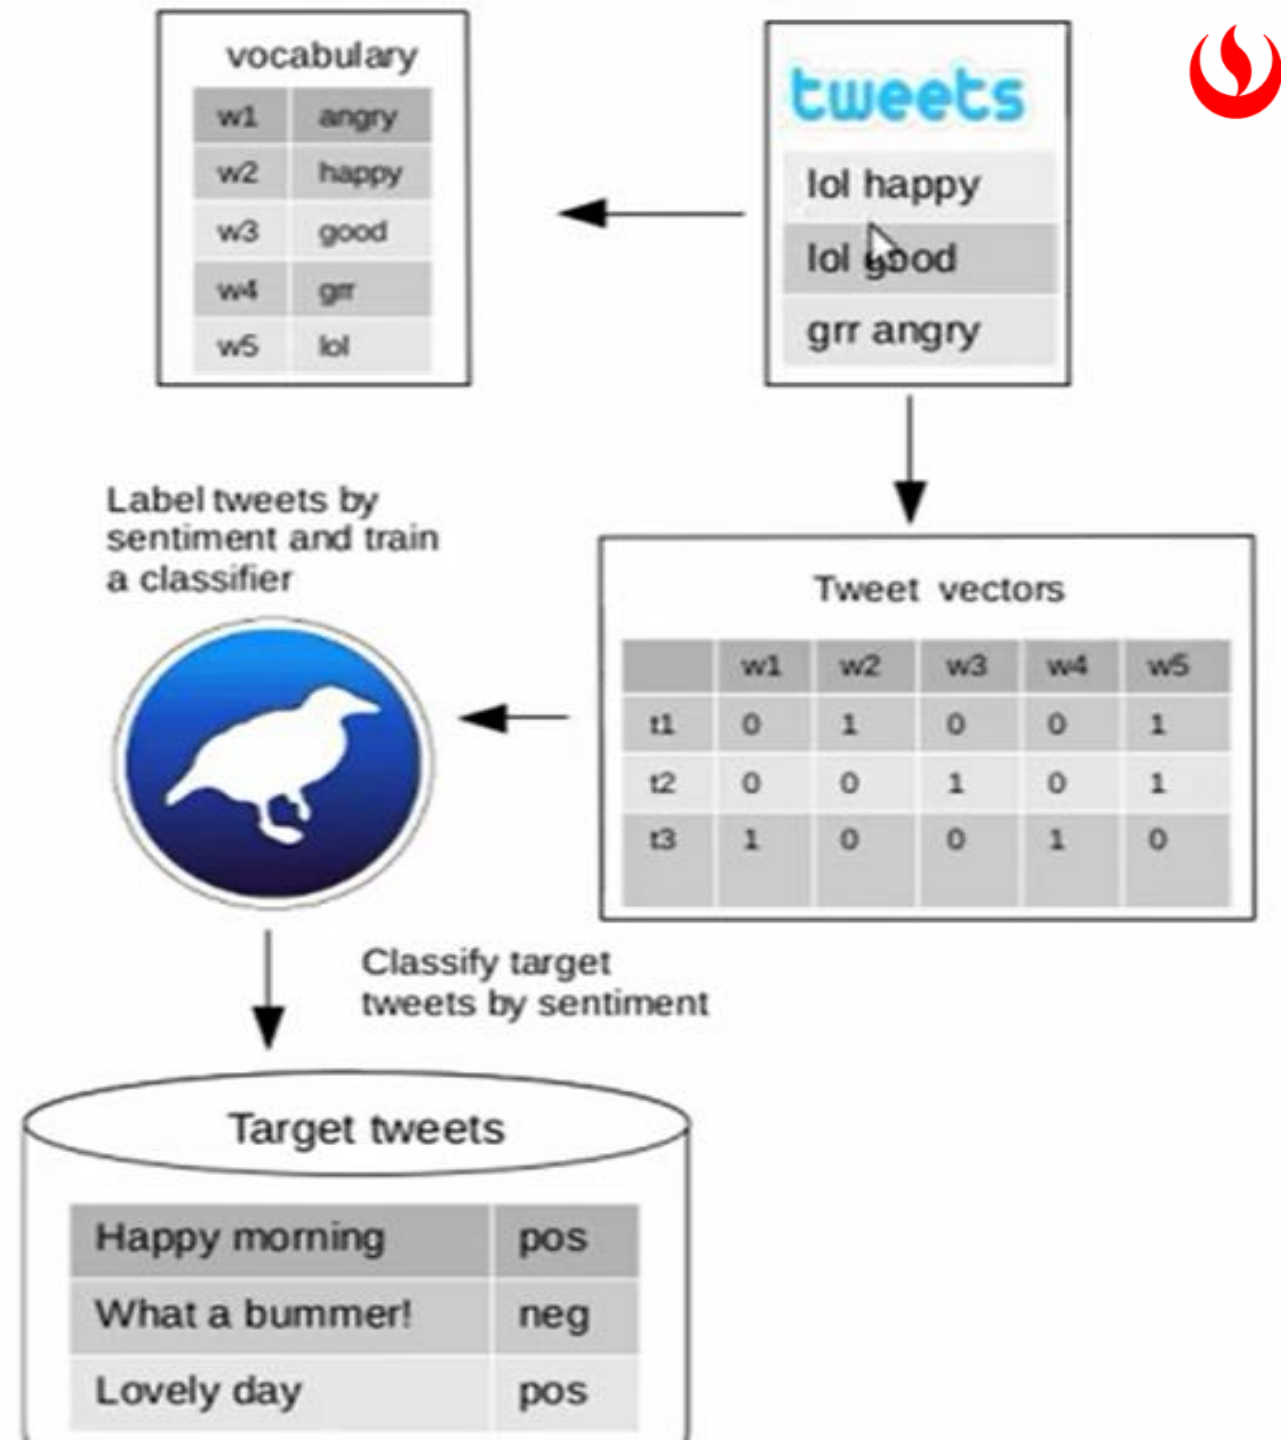 vocabulary
w1 angry
w2 happy
w3 good
w4 grr
w5 lol
tweets
lol happy
lol good
grr angry
Label tweets by
sentiment and train
a classifier
Tweet vectors
w1 w2 w3 w4 w5
t1 0 1 0 0 1
t2 0 0 1 0 1
t3 1 0 0 1 0
Classify target
tweets by sentiment
Target tweets
Happy morning pos
What a bummer! neg
Lovely day pos